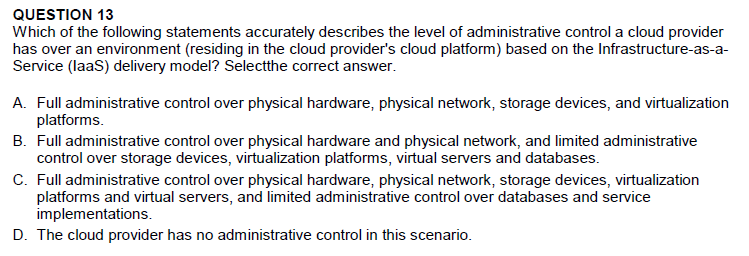 QUESTION 13
Which of the following statements accurately describes the level of administrative control a cloud provider
has over an environment (residing in the cloud provider's cloud platform) based on the Infrastructure-as-a-
Service (IaaS) delivery model? Selectthe correct answer.
A. Full administrative control over physical hardware, physical network, storage devices, and virtualization
platforms.
B. Full administrative control over physical hardware and physical network, and limited administrative
control over storage devices, virtualization platforms, virtual servers and databases.
C. Full administrative control over physical hardware, physical network, storage devices, virtualization
platforms and virtual servers, and limited administrative control over databases and service
implementations.
D. The cloud provider has no administrative control in this scenario.